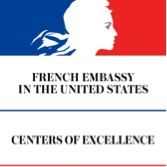 FRENCH EMBASSY
IN THE UNITED STATES
CENTERS OF EXCELLENCE